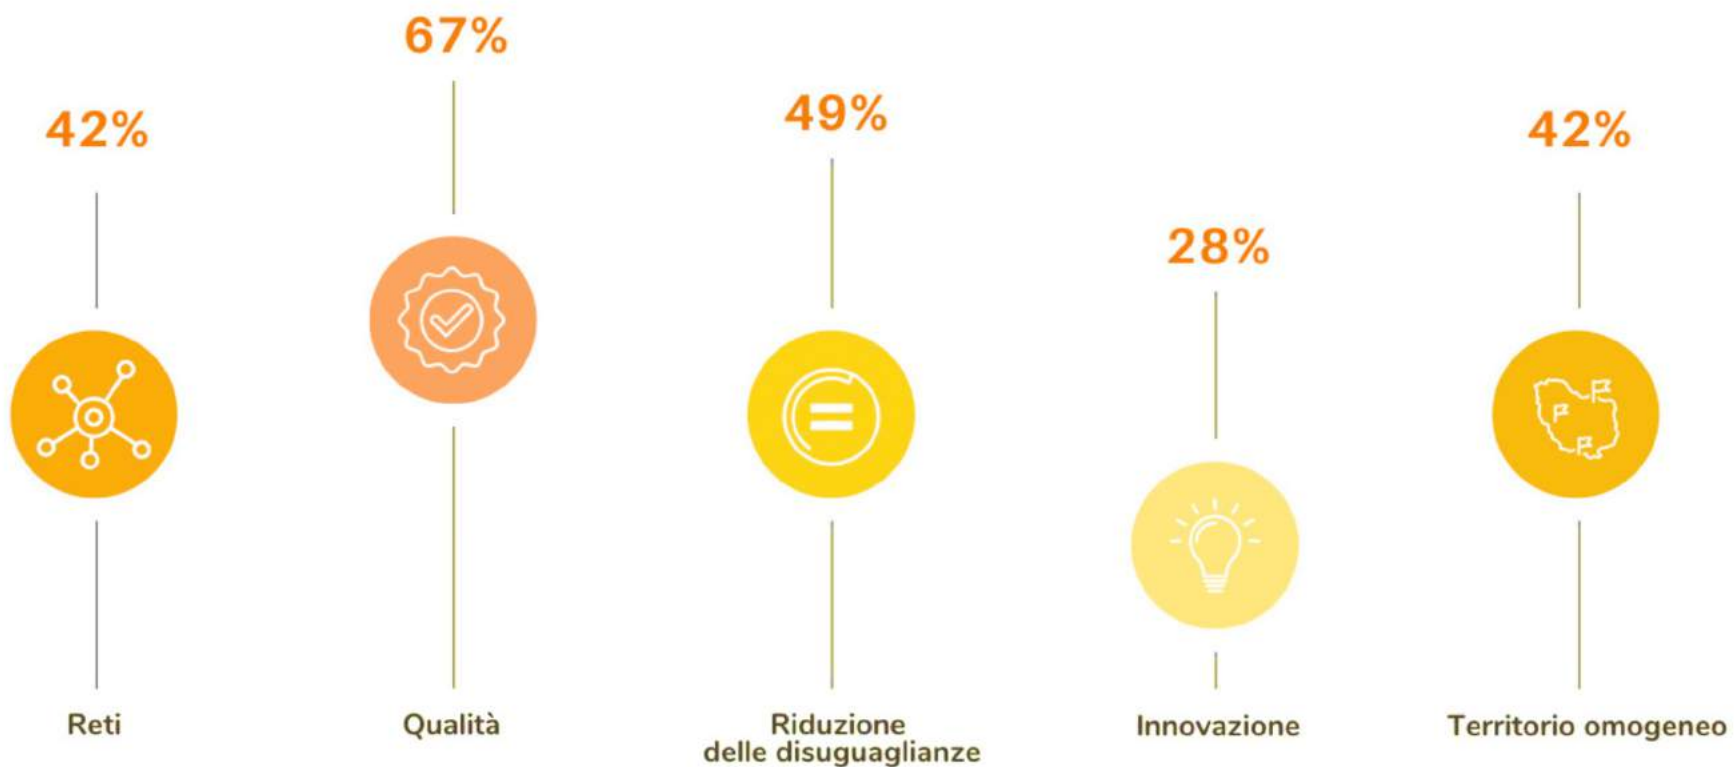 42%
67%
49%
28%
42%
Reti
Qualità
Riduzione
delle disuguaglianze
Innovazione
Territorio omogeneo